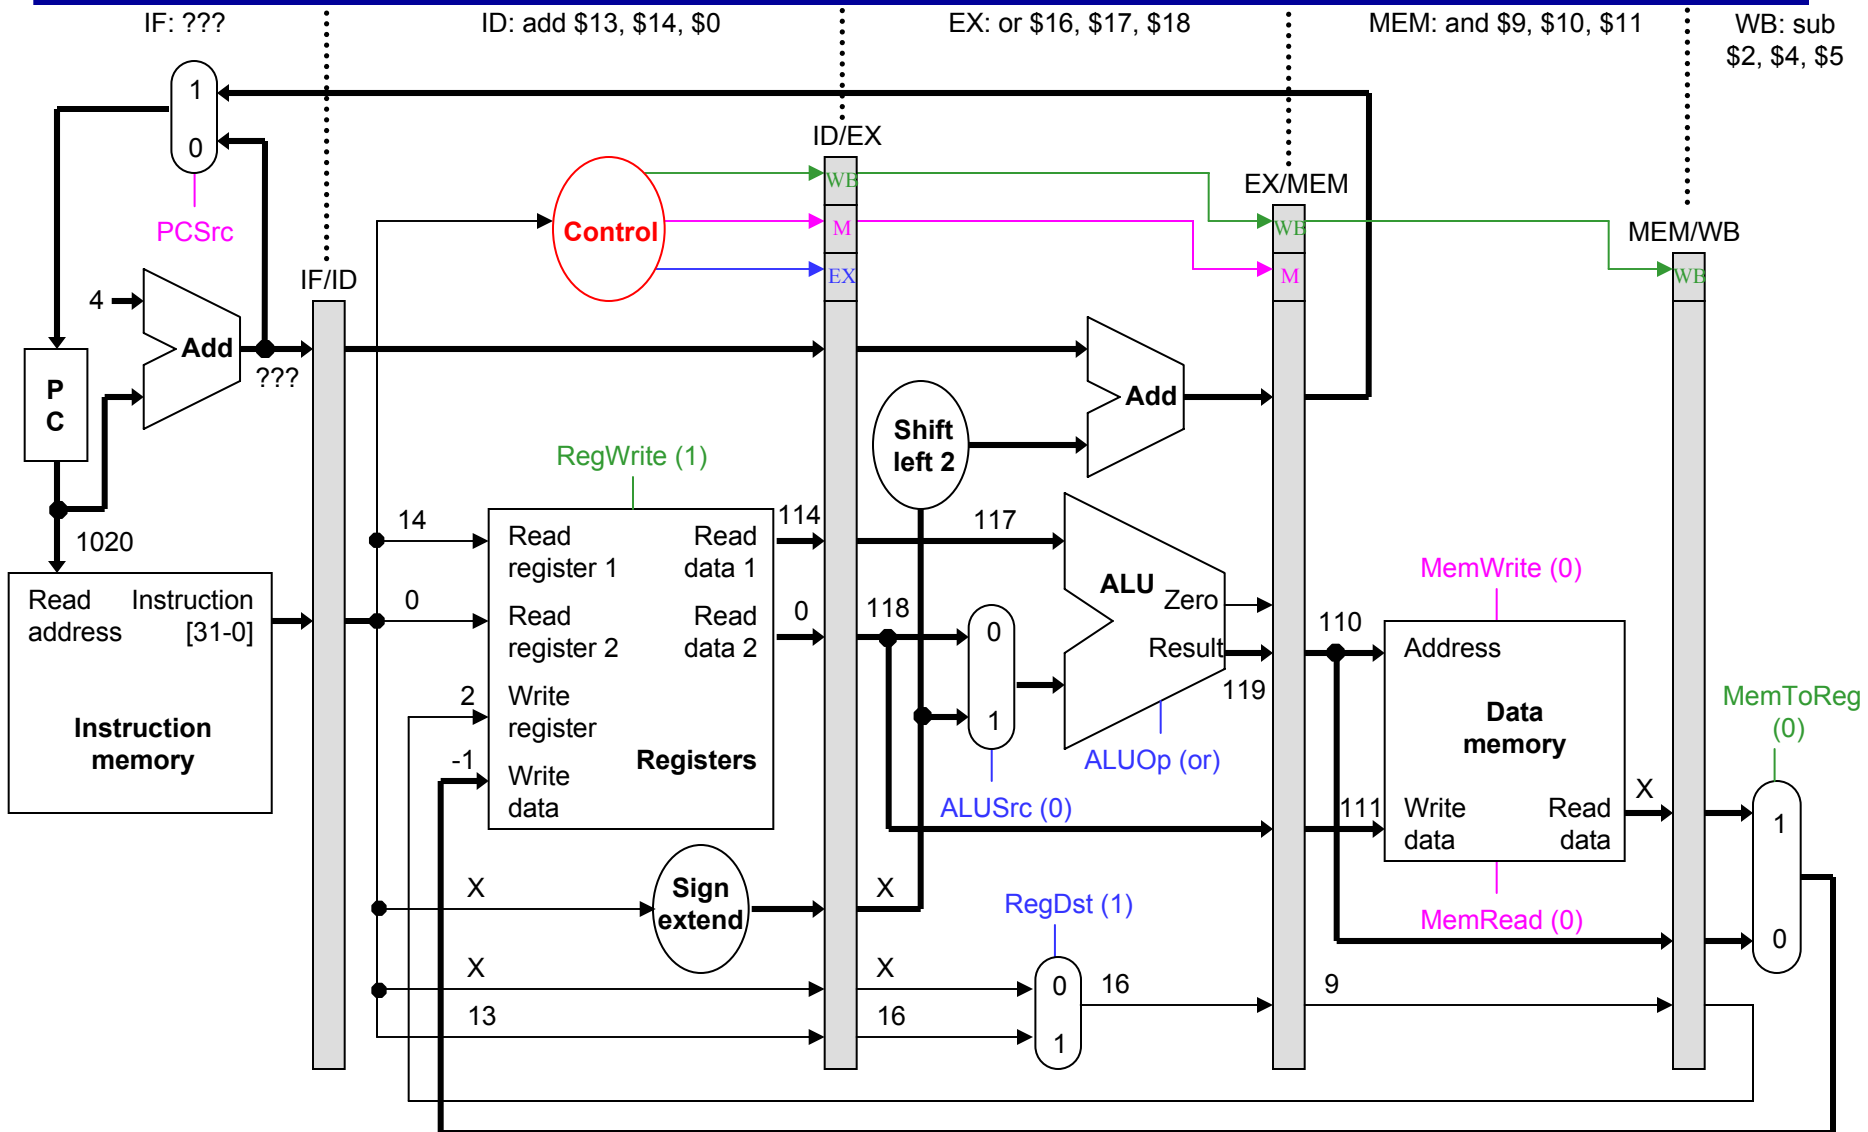 IF: ???
ID: add $13, $14, $0
EX: or $16, $17, $18
MEM: and $9, $10, $11
WB: sub
$2, $4, $5
1
0
PCSrc
4
Add
???
P
C
1020
Read
address
Instruction
[31-0]
Instruction
memory
IF/ID
Control
ID/EX
WB
M
EX
EX/MEM
WB
M
MEM/WB
WB
RegWrite (1)
14
0
2
-1
Read
register 1
Read
data 1
Read
register 2
Read
data 2
Write
register
Write
data
Registers
114
0
X
Sign
extend
X
13
Shift
left 2
Add
117
118
0
1
ALUSrc (0)
ALU
Zero
Result
119
ALUOp (or)
X
X
16
RegDst (1)
0
1
16
110
111
9
MemWrite (0)
Address
Data
memory
Write
data
Read
data
MemRead (0)
X
MemToReg
(0)
1
0